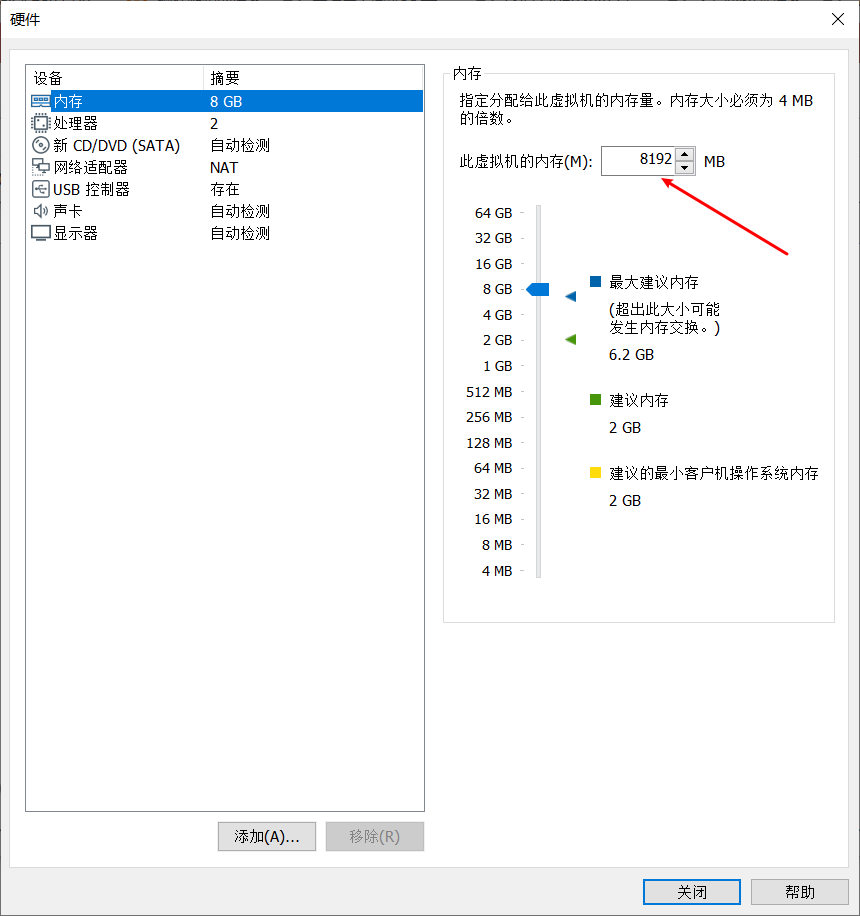 硬件
设备 摘要
内存 8 GB
处理器 2
新 CD/DVD (SATA) 自动检测
网络适配器 NAT
USB 控制器 存在
声卡 自动检测
显示器 自动检测
添加(A)... 移除(R)
内存
指定分配给此虚拟机的内存量。内存大小必须为 4 MB
的倍数。
此虚拟机的内存(M): 8192 MB
64 GB
32 GB
16 GB
8 GB
4 GB
2 GB
1 GB
512 MB
256 MB
128 MB
64 MB
32 MB
16 MB
8 MB
4 MB
最大建议内存
(超出此大小可能
发生内存交换。)
6.2 GB
建议内存
2 GB
建议的最小客户机操作系统内存
2 GB
关闭 帮助